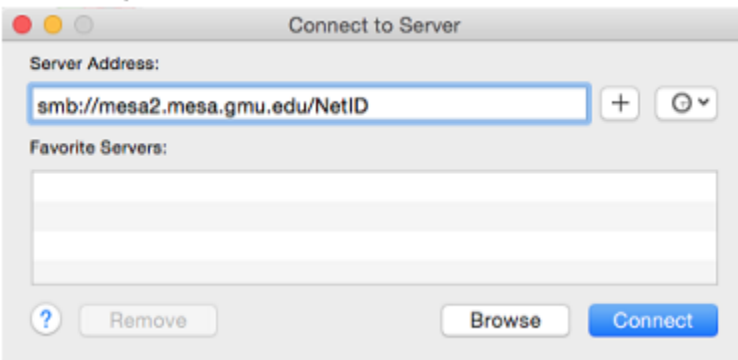 Connect to Server
Server Address:
smb://mesa2.mesa.gmu.edu/NetID
+
Favorite Servers:
?
Remove
Browse
Connect